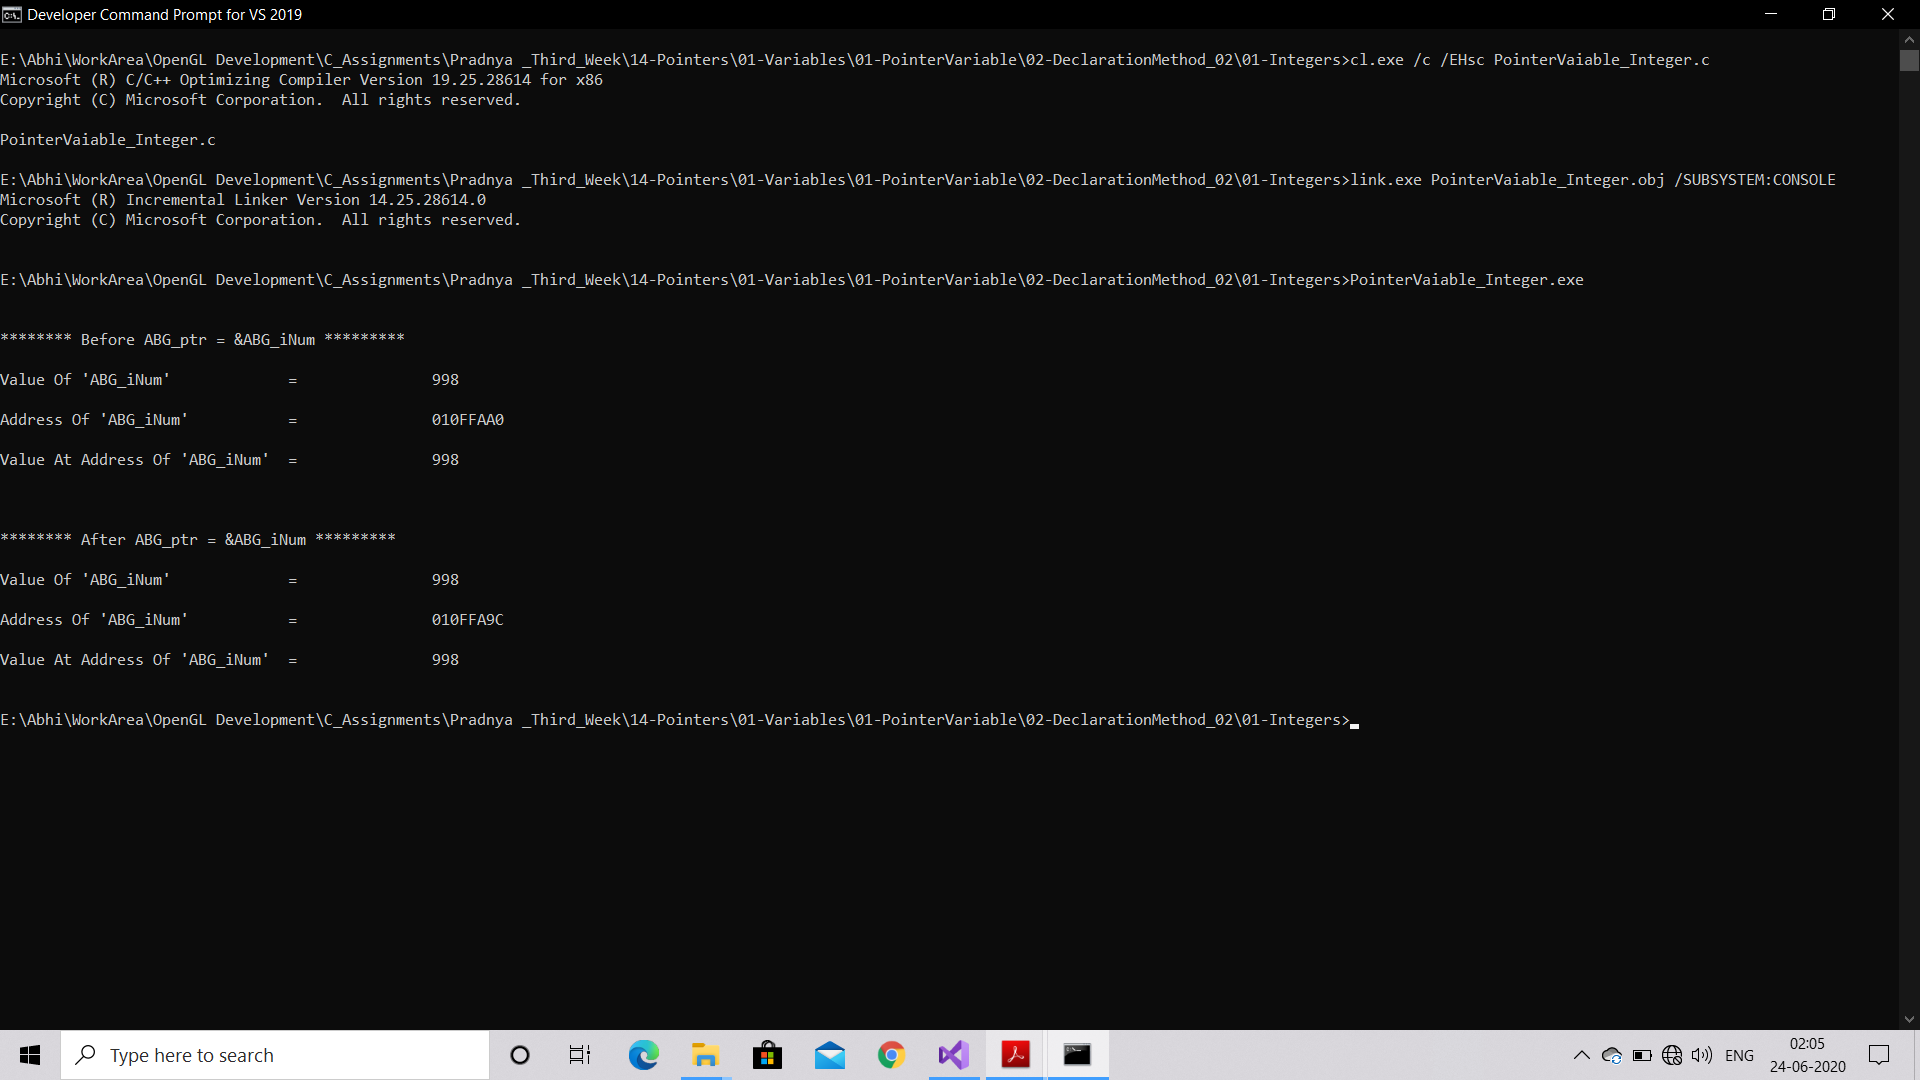 Developer Command Prompt for VS 2019
E:\Abhi\WorkArea\OpenGL Development\C_Assignments\Pradnya _Third_Week\14-Pointers\01-Variables\01-PointerVariable\02-DeclarationMethod_02\01-Integers>cl.exe /c /EHsc PointerVaiable_Integer.c
Microsoft (R) C/C++ Optimizing Compiler Version 19.25.28614 for x86
Copyright (C) Microsoft Corporation.  All rights reserved.
PointerVaiable_Integer.c
E:\Abhi\WorkArea\OpenGL Development\C_Assignments\Pradnya _Third_Week\14-Pointers\01-Variables\01-PointerVariable\02-DeclarationMethod_02\01-Integers>link.exe PointerVaiable_Integer.obj /SUBSYSTEM:CONSOLE
Microsoft (R) Incremental Linker Version 14.25.28614.0
Copyright (C) Microsoft Corporation.  All rights reserved.
E:\Abhi\WorkArea\OpenGL Development\C_Assignments\Pradnya _Third_Week\14-Pointers\01-Variables\01-PointerVariable\02-DeclarationMethod_02\01-Integers>PointerVaiable_Integer.exe
******** Before ABG_ptr = &ABG_iNum *********
Value Of 'ABG_iNum'             =               998
Address Of 'ABG_iNum'           =               010FFAA0
Value At Address Of 'ABG_iNum'  =               998
******** After ABG_ptr = &ABG_iNum *********
Value Of 'ABG_iNum'             =               998
Address Of 'ABG_iNum'           =               010FFA9C
Value At Address Of 'ABG_iNum'  =               998
E:\Abhi\WorkArea\OpenGL Development\C_Assignments\Pradnya _Third_Week\14-Pointers\01-Variables\01-PointerVariable\02-DeclarationMethod_02\01-Integers>
Type here to search
ENG
02:05
24-06-2020